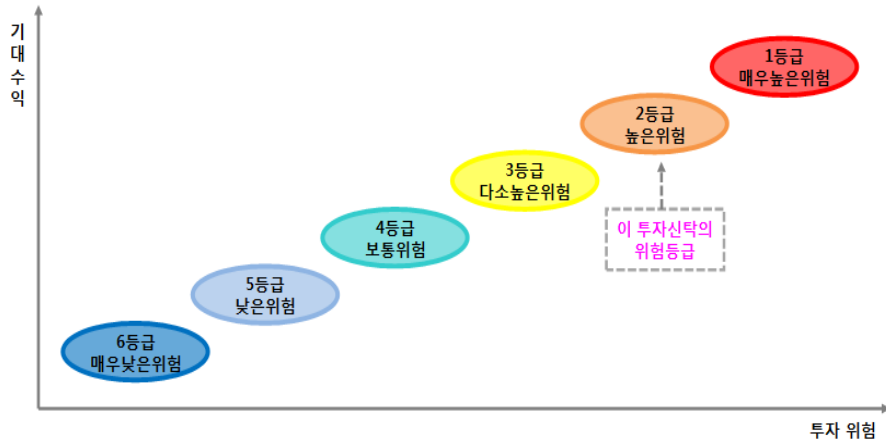 기대수익
1등급
매우높은위험
2등급
높은위험
3등급
다소높은위험
이 투자신탁의
위험등급
4등급
보통위험
5등급
낮은위험
6등급
매우낮은위험
투자 위험